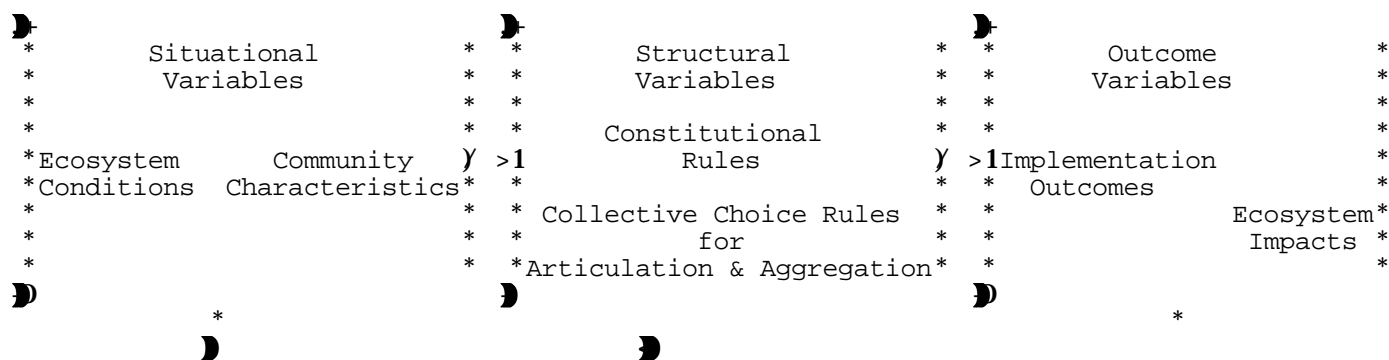 Situational
Variables
Ecosystem Community
Conditions Characteristics
Structural
Variables
Constitutional
Rules
Collective Choice Rules
for
Articulation & Aggregation
Outcome
Variables
Implementation
Outcomes
Ecosystem
Impacts